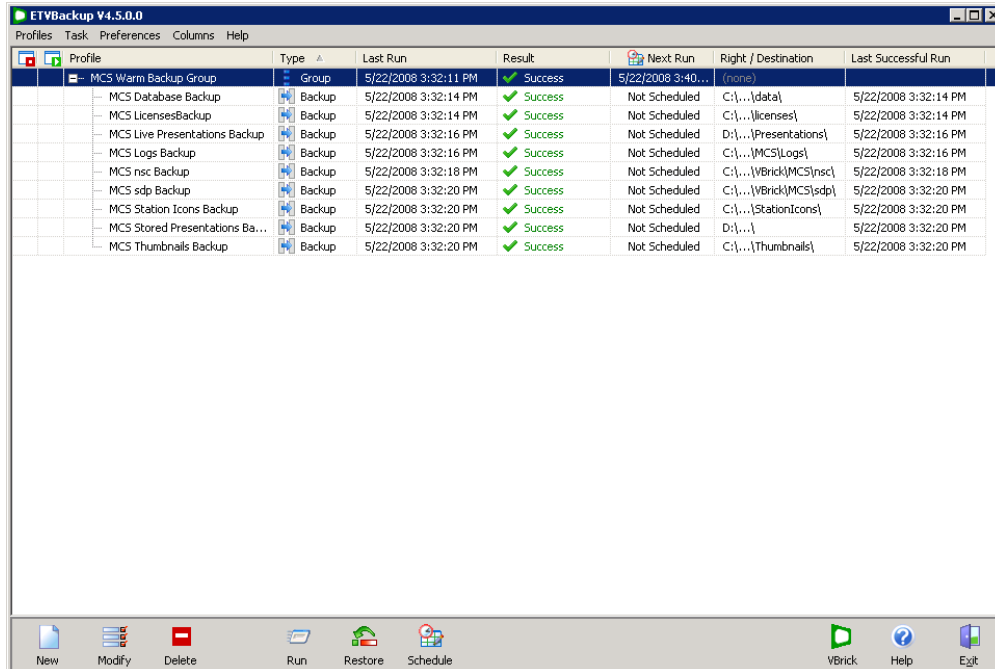 ETVBackup V4.5.0.0
Profiles Task Preferences Columns Help
Profile Type Last Run Result Next Run Right / Destination Last Successful Run
MCS Warm Backup Group Group 5/22/2008 3:32:11 PM Success 5/22/2008 3:40... (none)
MCS Database Backup Backup 5/22/2008 3:32:14 PM Success Not Scheduled C:\...\data\ 5/22/2008 3:32:14 PM
MCS LicensesBackup Backup 5/22/2008 3:32:14 PM Success Not Scheduled C:\...\licenses\ 5/22/2008 3:32:14 PM
MCS Live Presentations Backup Backup 5/22/2008 3:32:16 PM Success Not Scheduled D:\...\Presentations\ 5/22/2008 3:32:16 PM
MCS Logs Backup Backup 5/22/2008 3:32:16 PM Success Not Scheduled C:\...\MCS\Logs\ 5/22/2008 3:32:16 PM
MCS nsc Backup Backup 5/22/2008 3:32:18 PM Success Not Scheduled C:\...\VBrick\MCS\nsc\ 5/22/2008 3:32:18 PM
MCS sdp Backup Backup 5/22/2008 3:32:20 PM Success Not Scheduled C:\...\VBrick\MCS\sdp\ 5/22/2008 3:32:20 PM
MCS Station Icons Backup Backup 5/22/2008 3:32:20 PM Success Not Scheduled C:\...\StationIcons\ 5/22/2008 3:32:20 PM
MCS Stored Presentations Ba... Backup 5/22/2008 3:32:20 PM Success Not Scheduled D:\...\ 5/22/2008 3:32:20 PM
MCS Thumbnails Backup Backup 5/22/2008 3:32:20 PM Success Not Scheduled C:\...\Thumbnails\ 5/22/2008 3:32:20 PM
New Modify Delete Run Restore Schedule VBrick Help Exit